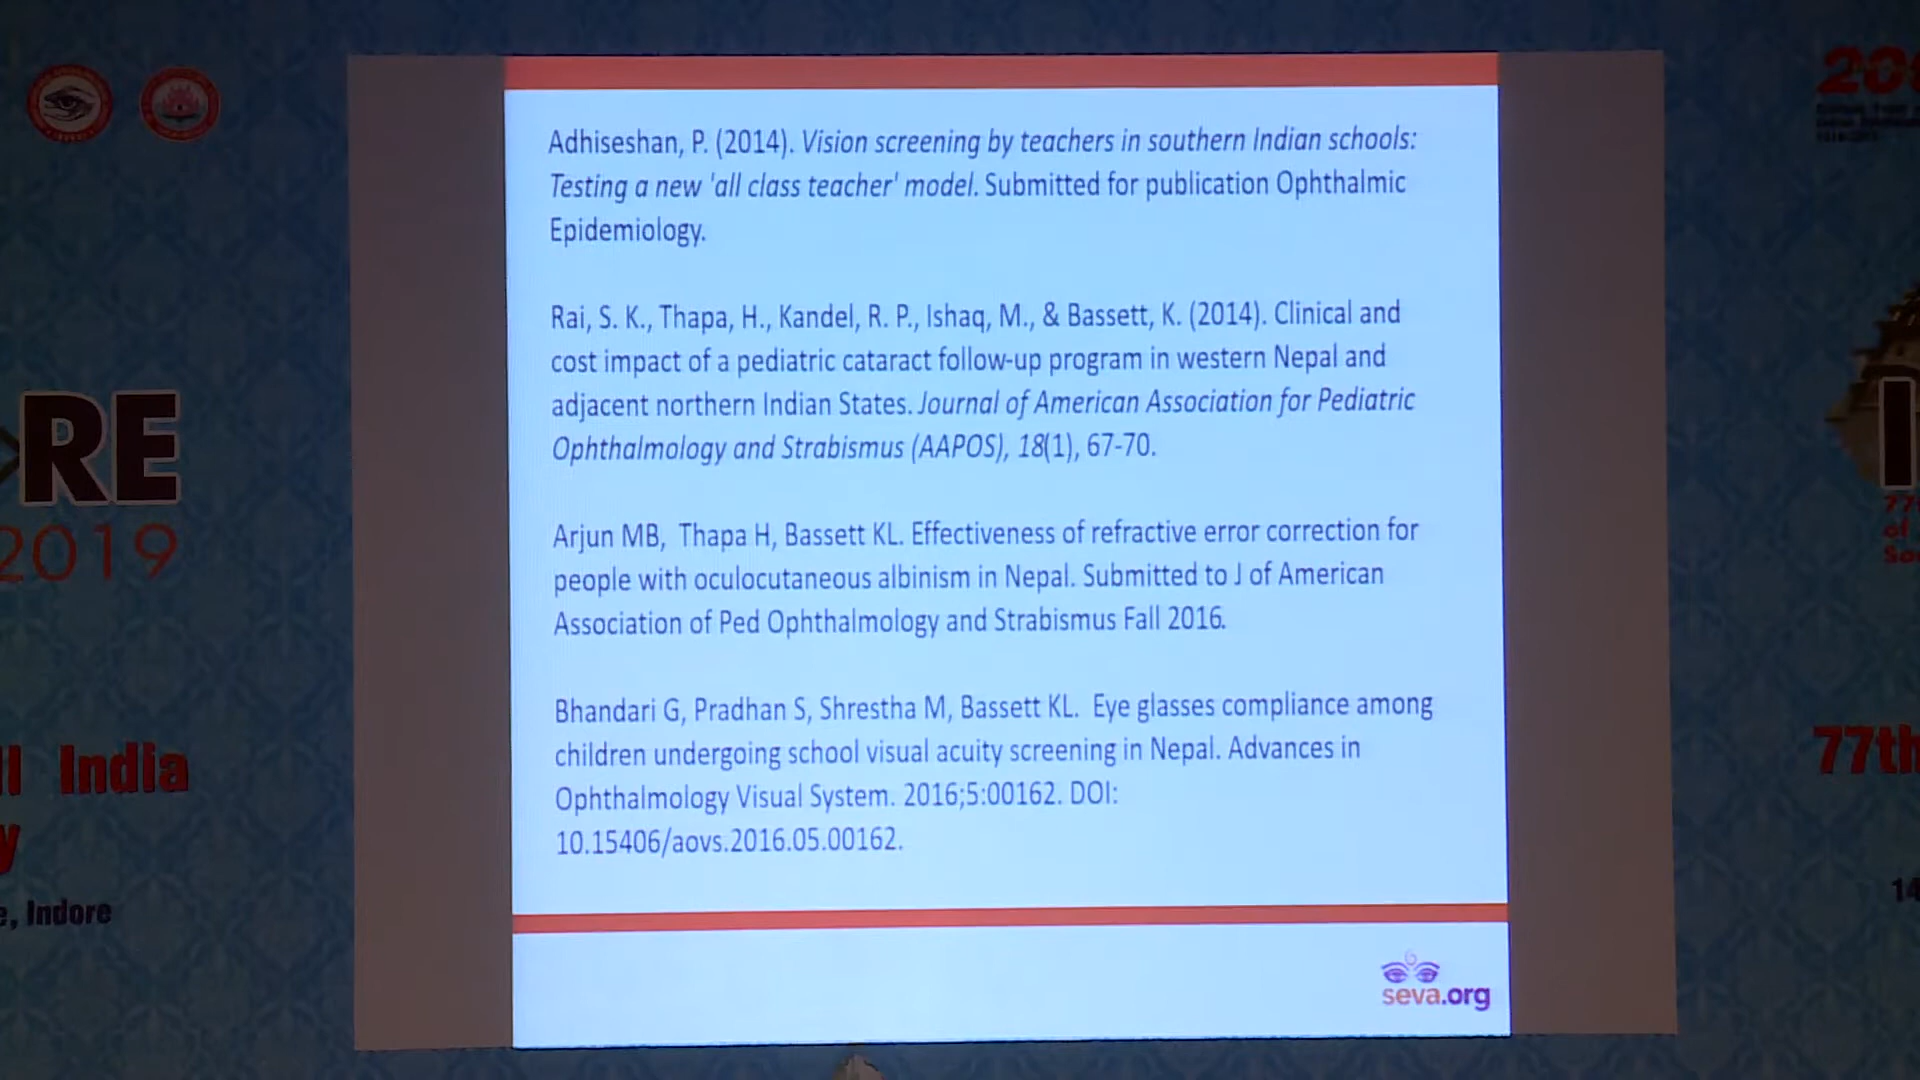 Adhiseshan, P. (2014). Vision screening by teachers in southern Indian schools:
Testing a new 'all class teacher' model. Submitted for publication Ophthalmic
Epidemiology.
Rai, S. K., Thapa, H., Kandel, R. P., Ishaq, M., & Bassett, K. (2014). Clinical and
cost impact of a pediatric cataract follow-up program in western Nepal and
adjacent northern Indian States. Journal of American Association for Pediatric
Ophthalmology and Strabismus (AAPOS), 18(1), 67-70.
Arjun MB, Thapa H, Bassett KL. Effectiveness of refractive error correction for
people with oculocutaneous albinism in Nepal. Submitted to J of American
Association of Ped Ophthalmology and Strabismus Fall 2016.
Bhandari G, Pradhan S, Shrestha M, Bassett KL. Eye glasses compliance among
children undergoing school visual acuity screening in Nepal. Advances in
Ophthalmology Visual System. 2016;5:00162. DOI:
10.15406/aovs.2016.05.00162.
seva.org
RE
2019
ll India
y
e, Indore
20
77
of
So
77th
14